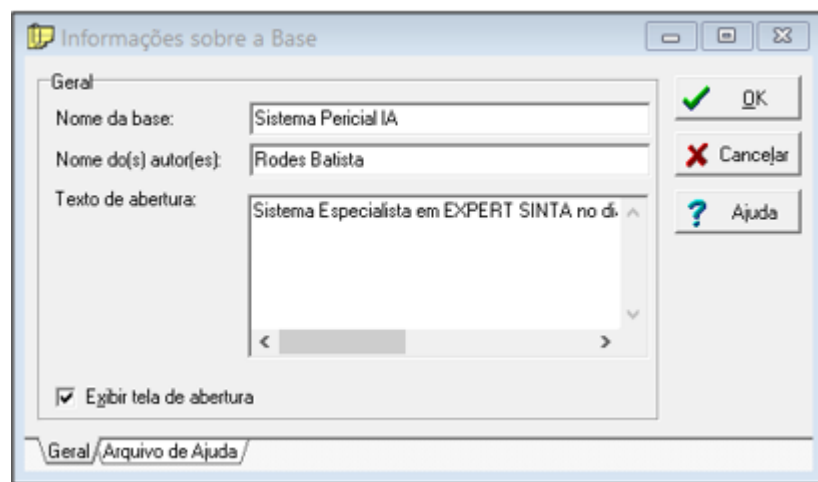 Informações sobre a Base
Geral
Nome da base: Sistema Pericial IA
Nome do(s) autor(es): Rodes Batista
Texto de abertura: Sistema Especialista em EXPERT SINTA no di
Exibir tela de abertura
OK
Cancelar
Ajuda
Geral Arquivo de Ajuda